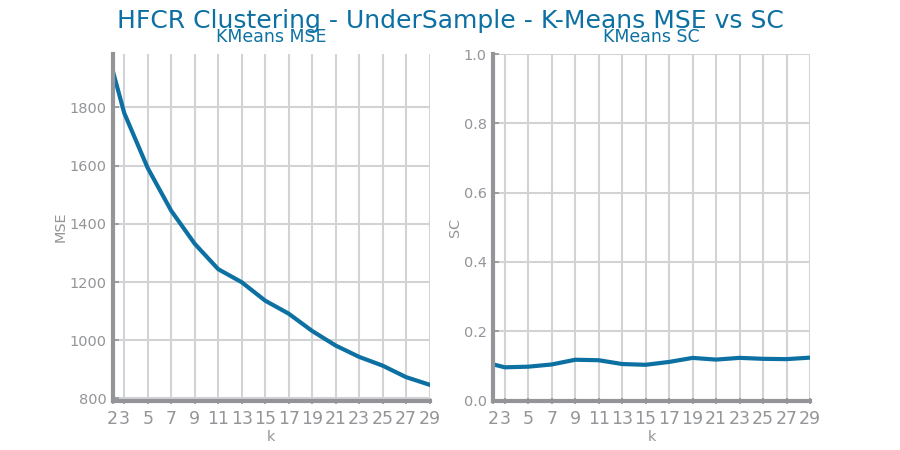 HFCR Clustering - UnderSample - K-Means MSE vs SC
KMeans MSE
MSE
1800
1600
1400
1200
1000
800
2 3 5 7 9 11 13 15 17 19 21 23 25 27 29
k
KMeans SC
SC
1.0
0.8
0.6
0.4
0.2
0.0
2 3 5 7 9 11 13 15 17 19 21 23 25 27 29
k